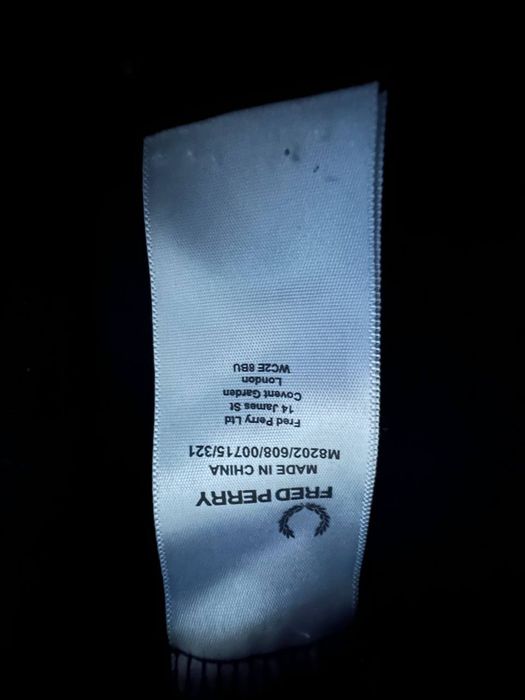 FRED PERRY
MADE IN CHINA
M8202/608/00715/321
Fred Perry Ltd
14 James St
Covent Garden
London
WC2E 8BU